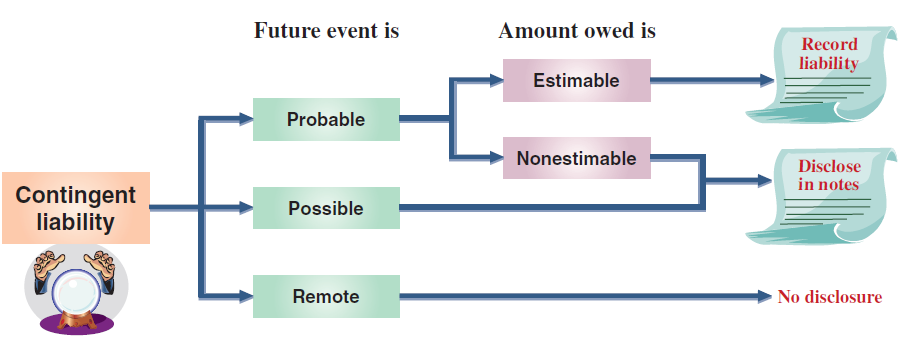 Future event is
Amount owed is
Record
liability
Estimable
Probable
Nonestimable
Disclose
in notes
Contingent
liability
Possible
Remote
No disclosure